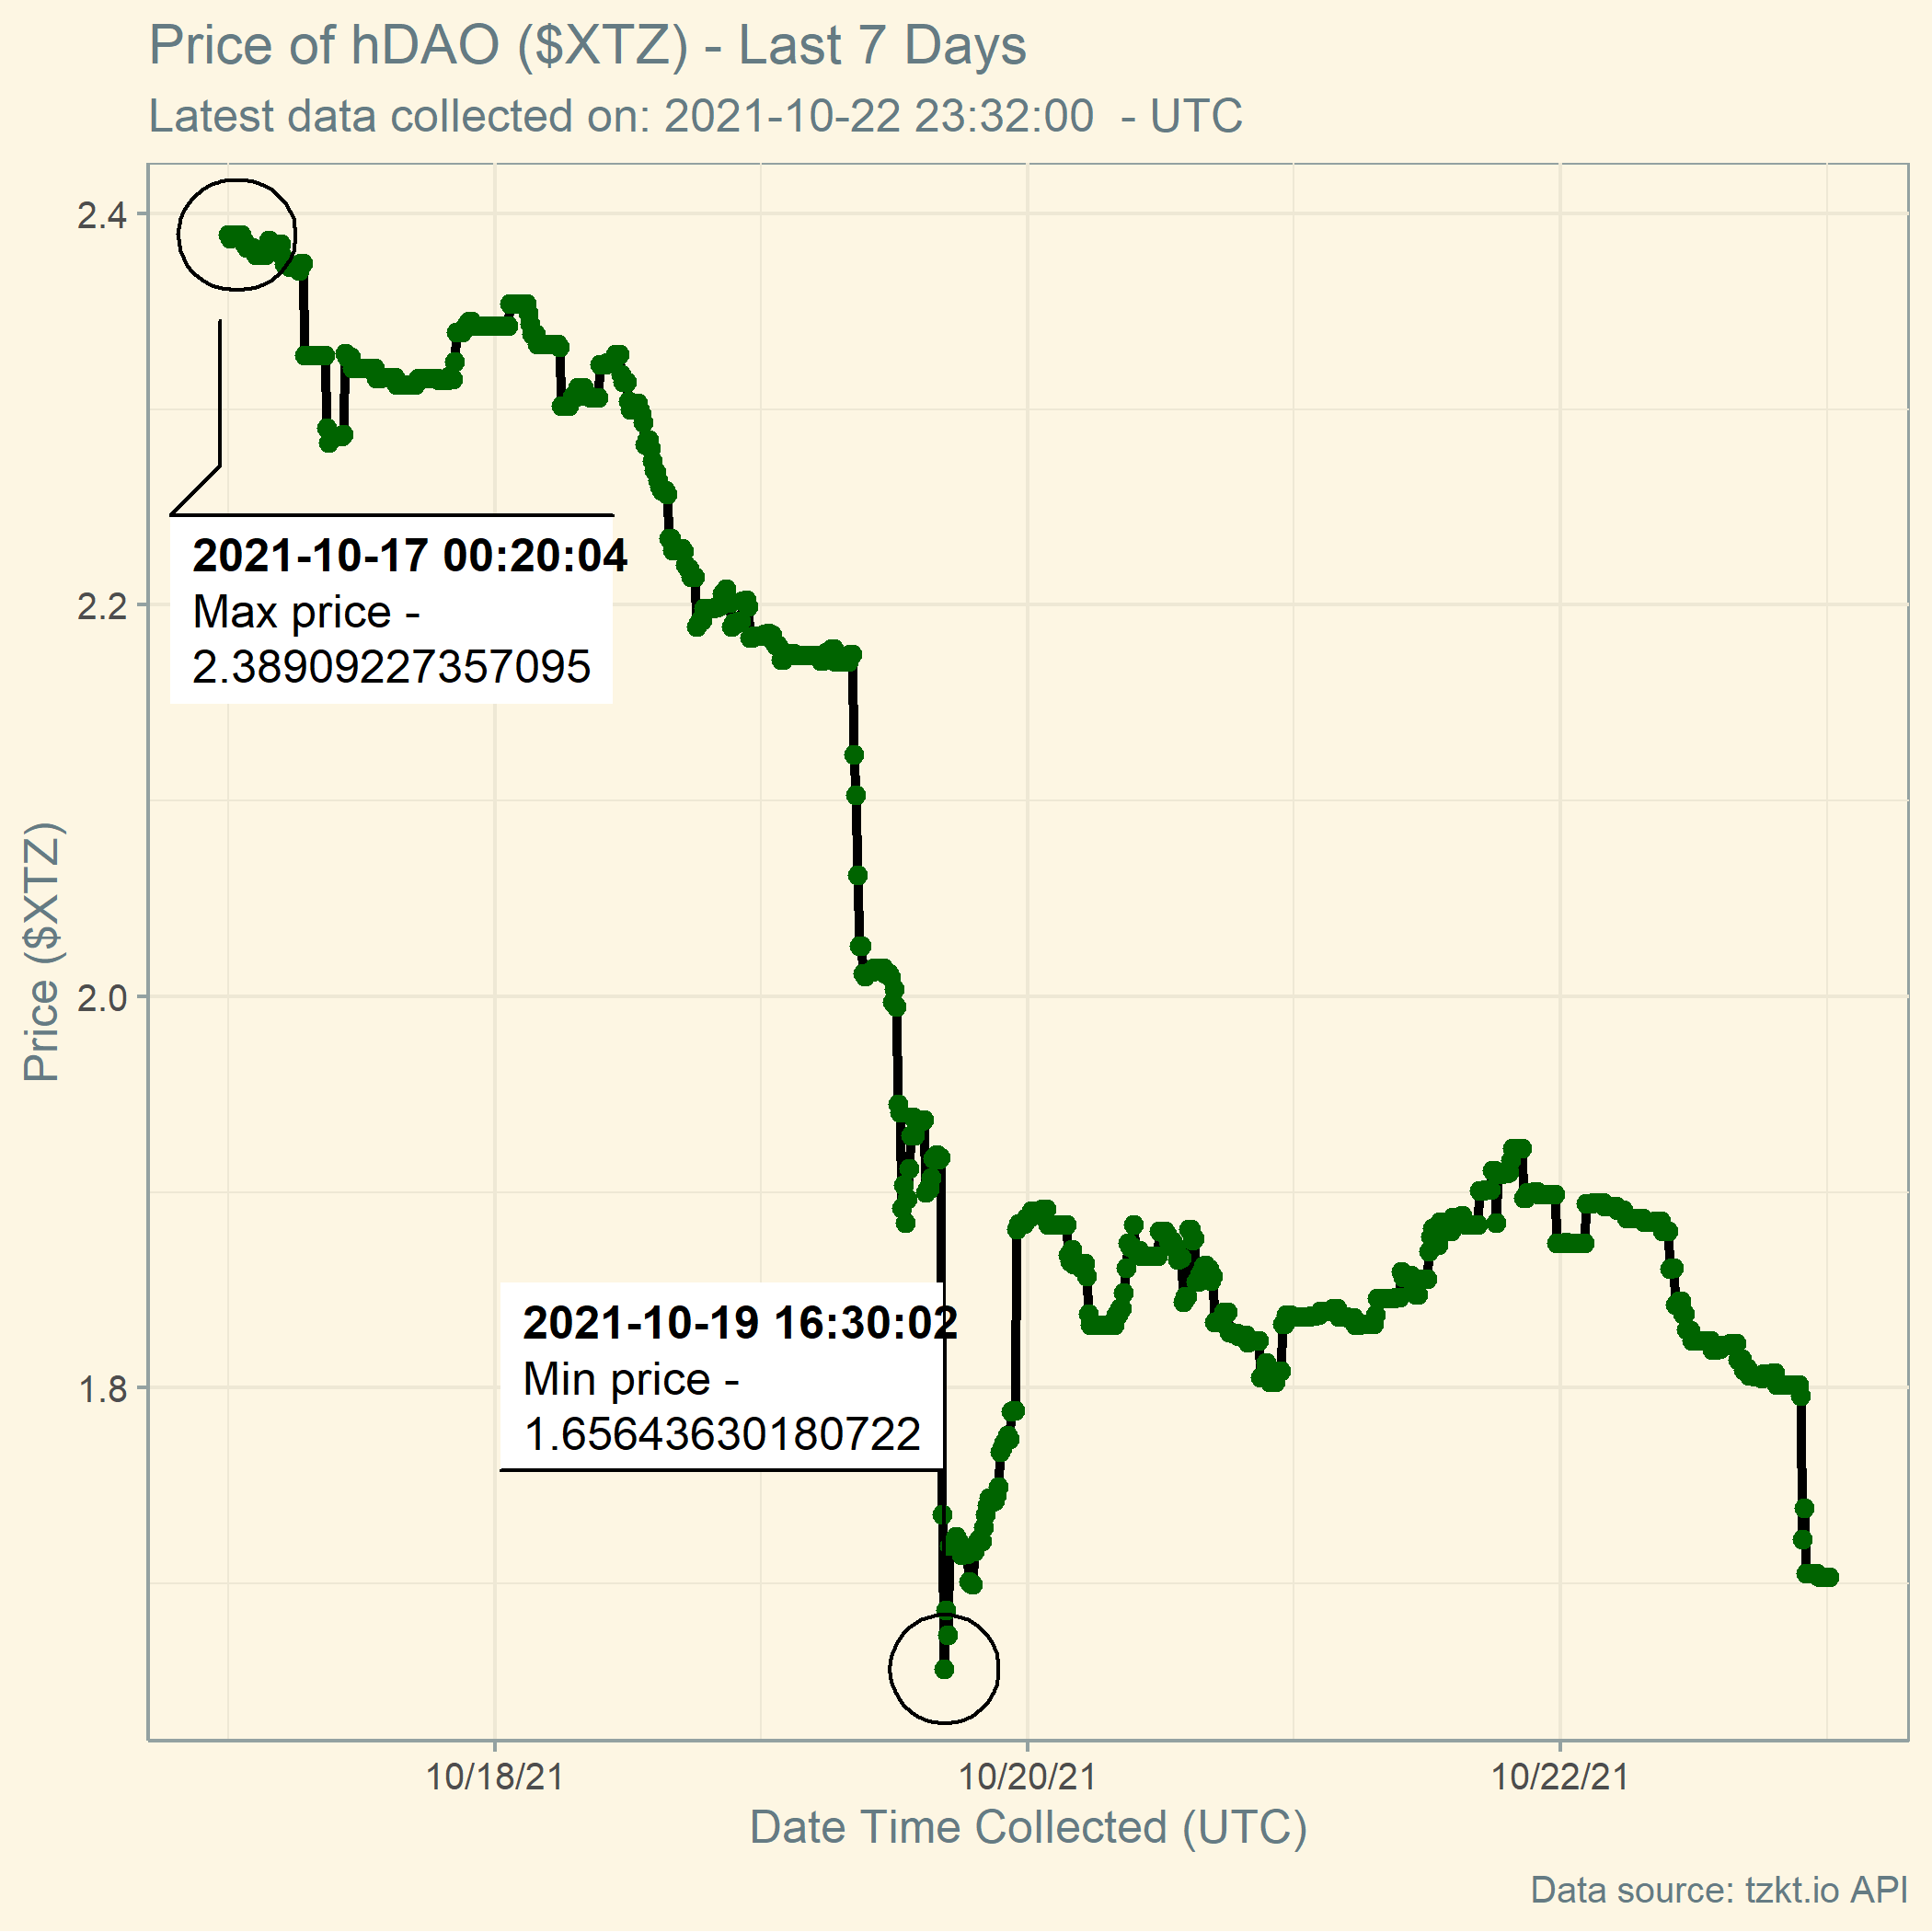 Price of hDAO ($XTZ) - Last 7 Days
Latest data collected on: 2021-10-22 23:32:00  - UTC
Price ($XTZ)
2.4
2.2
2.0
1.8
2021-10-17 00:20:04
Max price -
2.38909227357095
2021-10-19 16:30:02
Min price -
1.65643630180722
10/18/21
10/20/21
10/22/21
Date Time Collected (UTC)
Data source: tzkt.io API